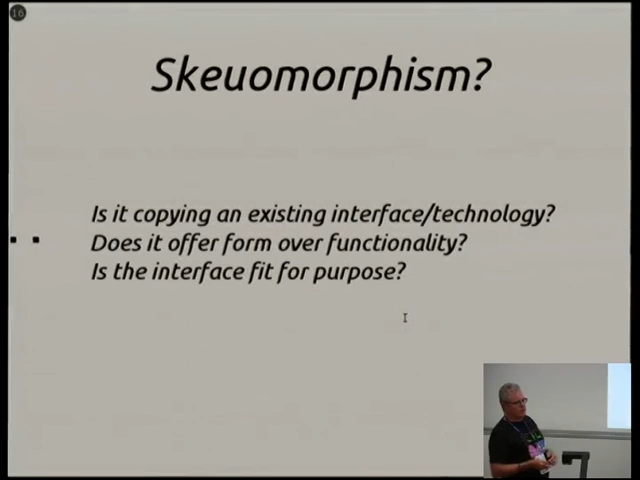 16
Skeuomorphism?
Is it copying an existing interface/technology?
Does it offer form over functionality?
Is the interface fit for purpose?